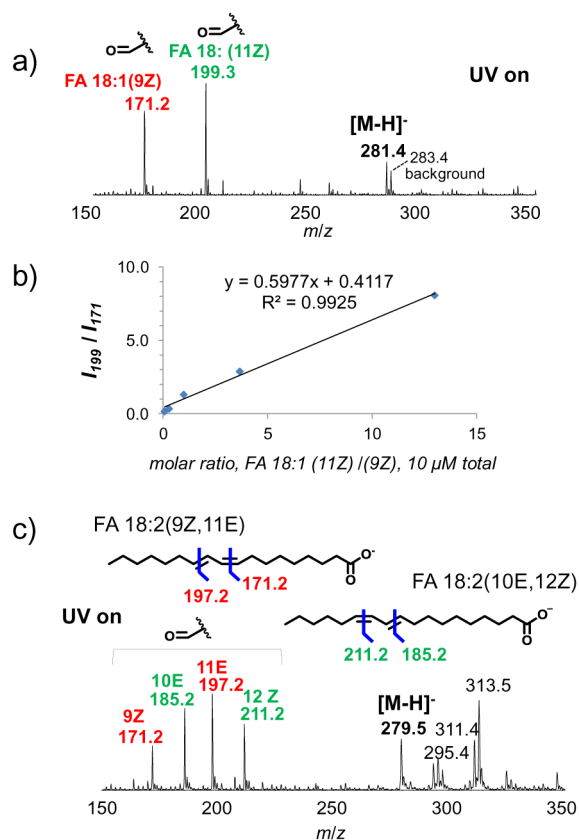 a)
FA 18: (11Z)
199.3
FA 18:1(9Z)
171.2
UV on
[M-H]-
281.4
283.4
background
150 200 250 300 350
m/z
b)
10.0
5.0
0.0
I199 / I171
y = 0.5977x + 0.4117
R² = 0.9925
0 5 10 15
molar ratio, FA 18:1 (11Z) /(9Z), 10 µM total
c)
FA 18:2(9Z,11E)
O-
O
171.2
197.2
FA 18:2(10E,12Z)
O−
O
211.2 185.2
UV on
O
9Z
171.2
10E
185.2
11E
197.2
12 Z
211.2
[M-H]-
279.5
295.4
311.4
313.5
150 200 250 300 350
m/z